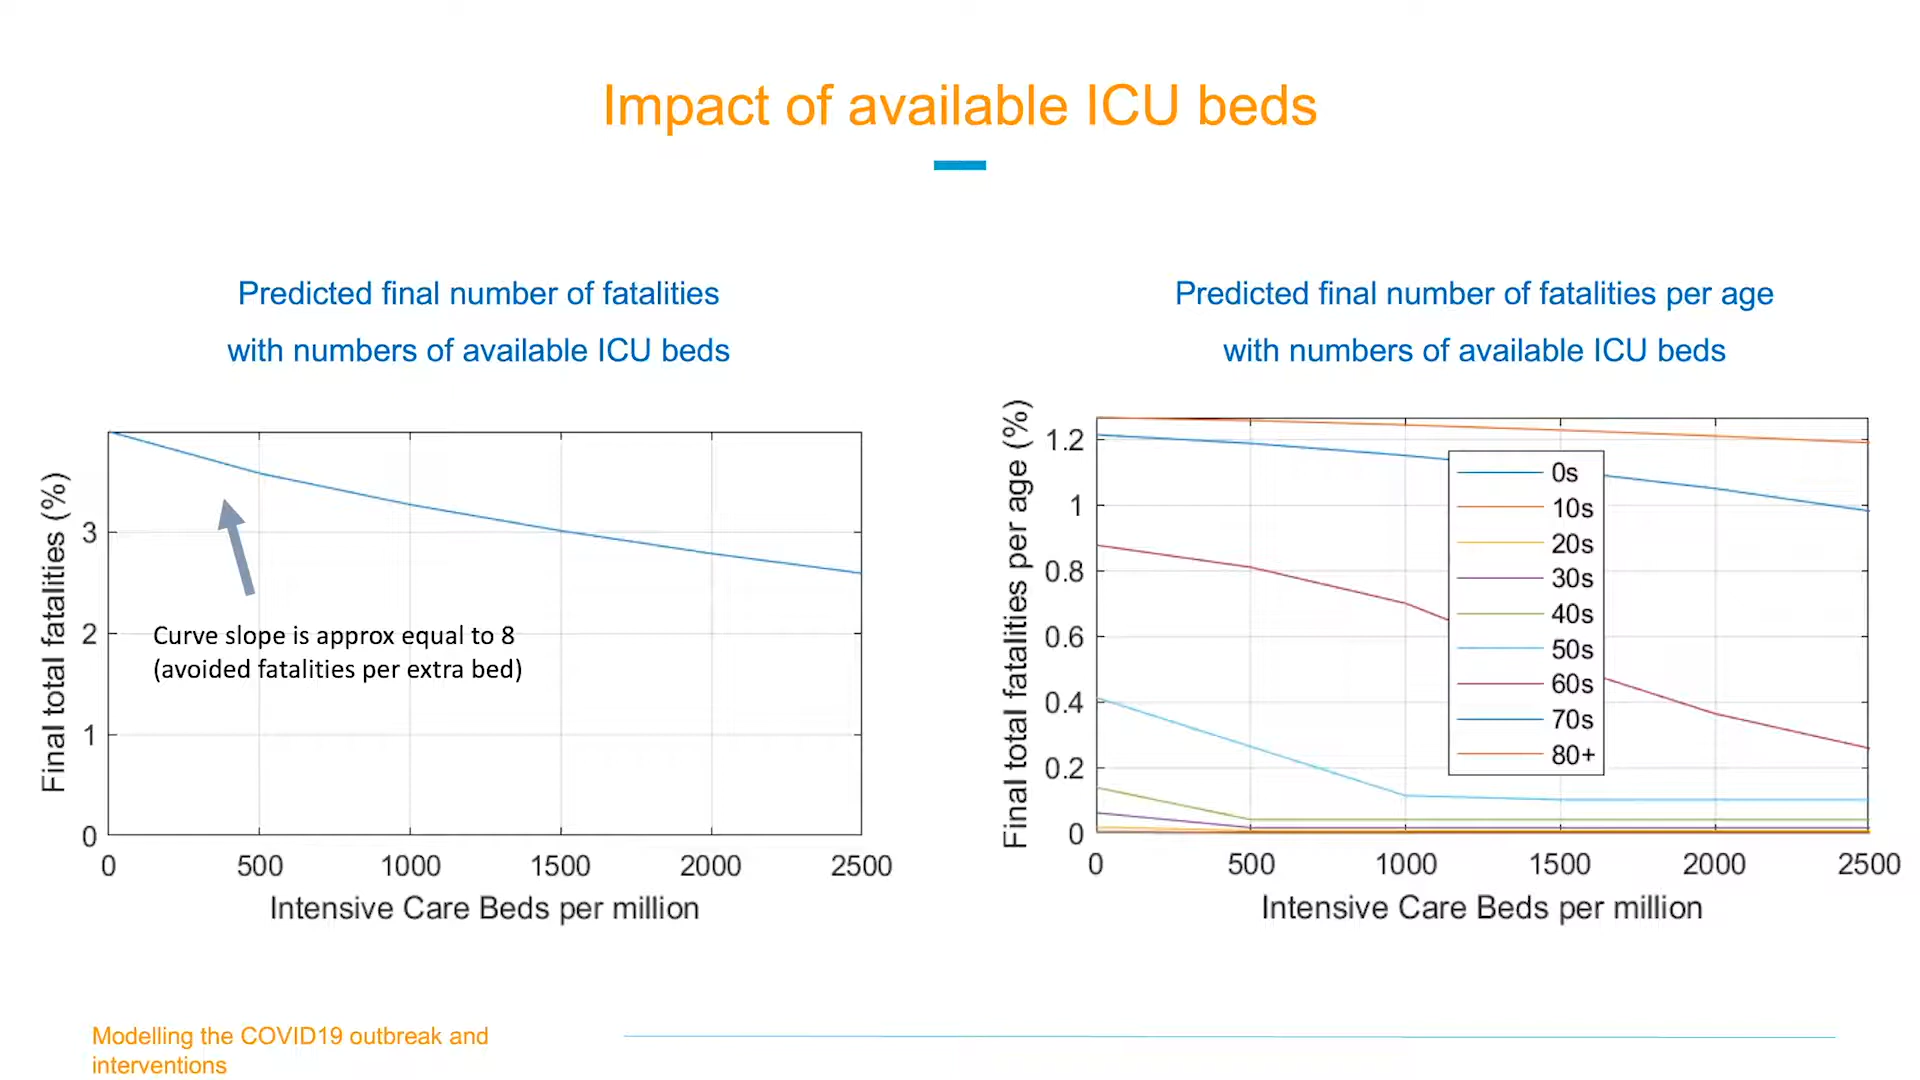 Impact of available ICU beds
Predicted final number of fatalities
with numbers of available ICU beds
Final total fatalities (%)
3
2
1
0
Curve slope is approx equal to 8
(avoided fatalities per extra bed)
0 500 1000 1500 2000 2500
Intensive Care Beds per million
Predicted final number of fatalities per age
with numbers of available ICU beds
Final total fatalities per age (%)
1.2
1
0.8
0.6
0.4
0.2
0
0s
10s
20s
30s
40s
50s
60s
70s
80+
0 500 1000 1500 2000 2500
Intensive Care Beds per million
Modelling the COVID19 outbreak and
interventions